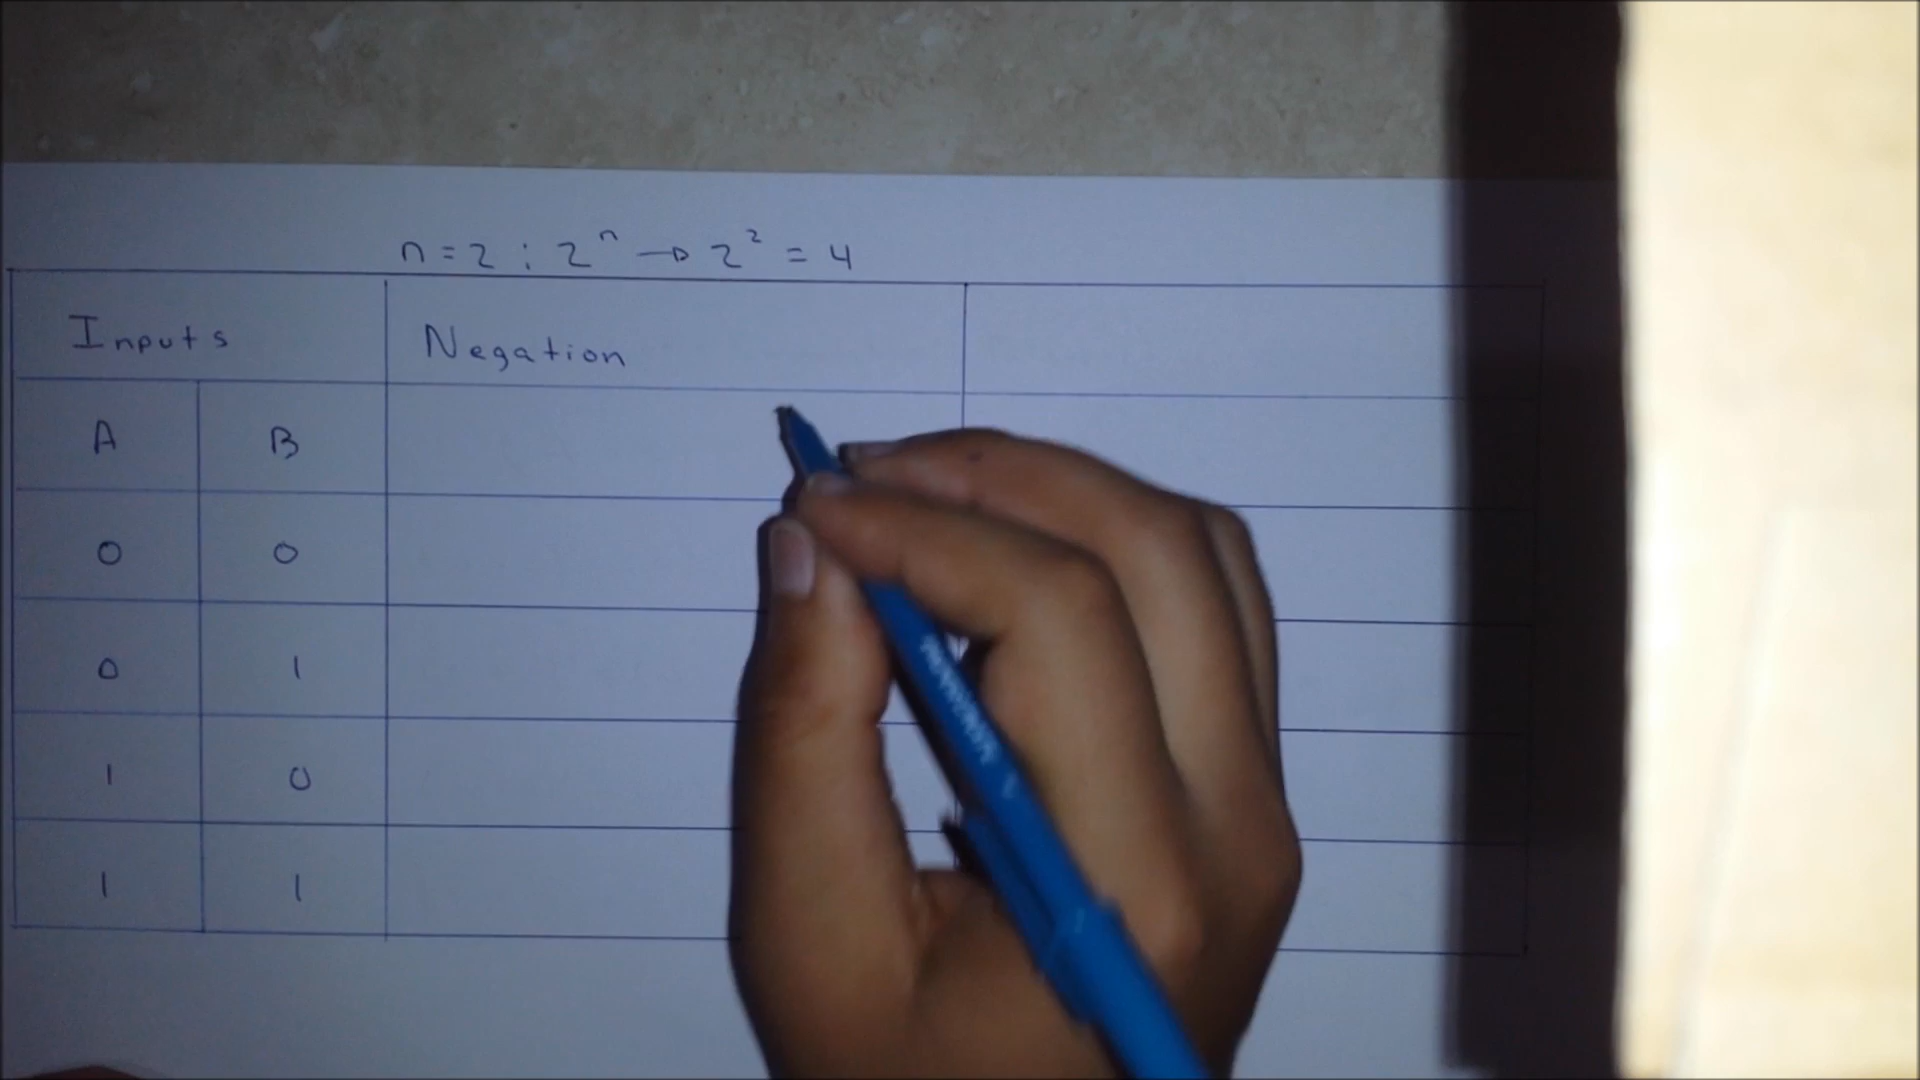 n=2 : 2ⁿ → 2² = 4
Inputs Negation
A B
0 0
0 1
1 0
1 1